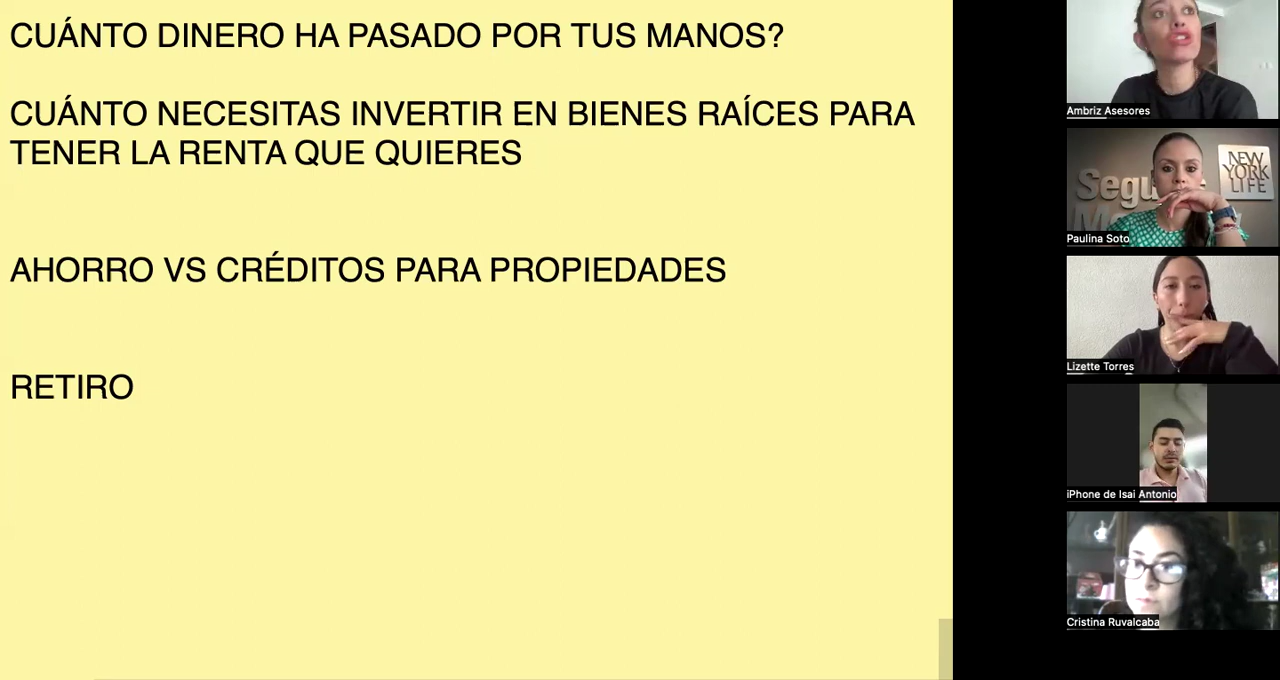 CUÁNTO DINERO HA PASADO POR TUS MANOS?
CUÁNTO NECESITAS INVERTIR EN BIENES RAÍCES PARA
TENER LA RENTA QUE QUIERES
AHORRO VS CRÉDITOS PARA PROPIEDADES
RETIRO
Ambriz Asesores
NEW
YORK
LIFE
Segu
Paulina Soto
Lizette Torres
iPhone de Isai Antonio
Cristina Ruvalcaba